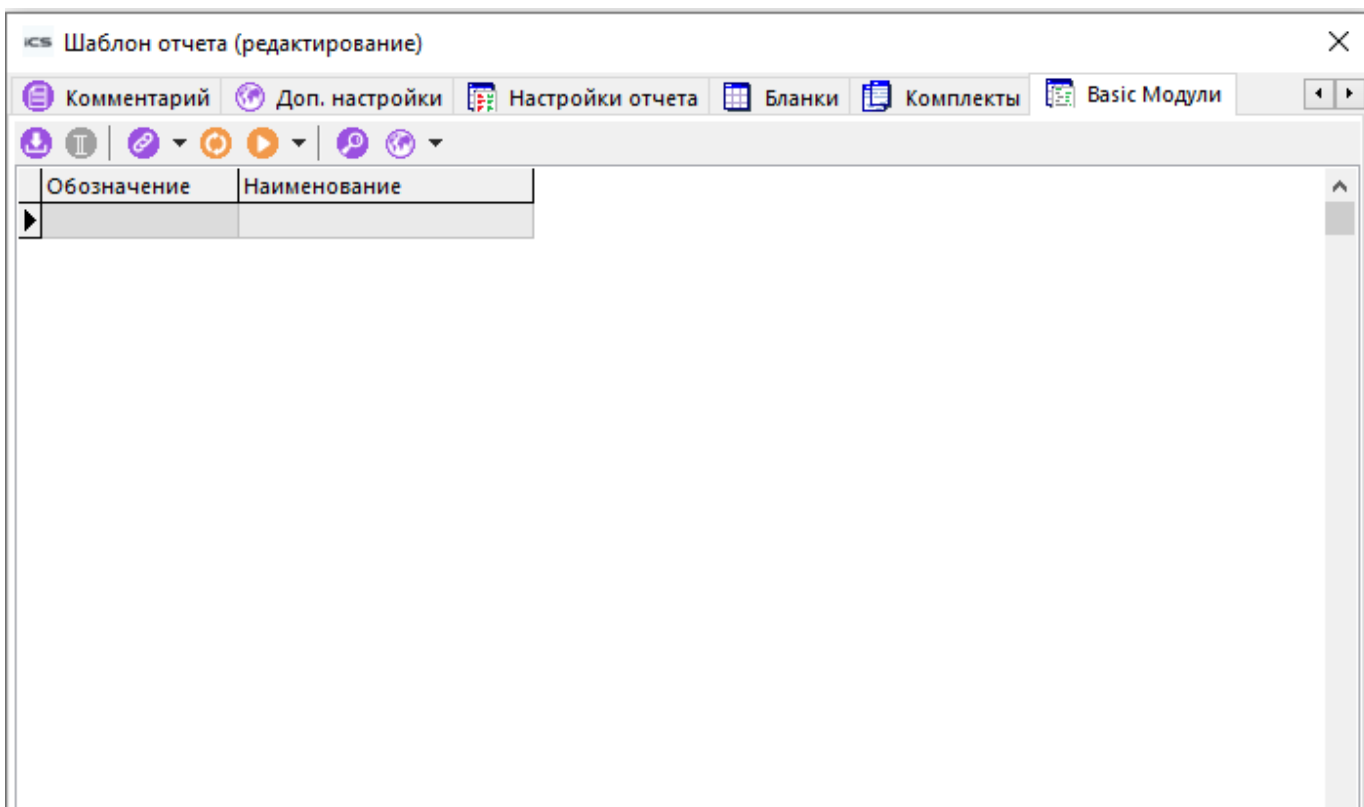 iCS Шаблон отчета (редактирование)
Комментарий Доп. настройки Настройки отчета Бланки Комплекты Basic Модули
Обозначение Наименование